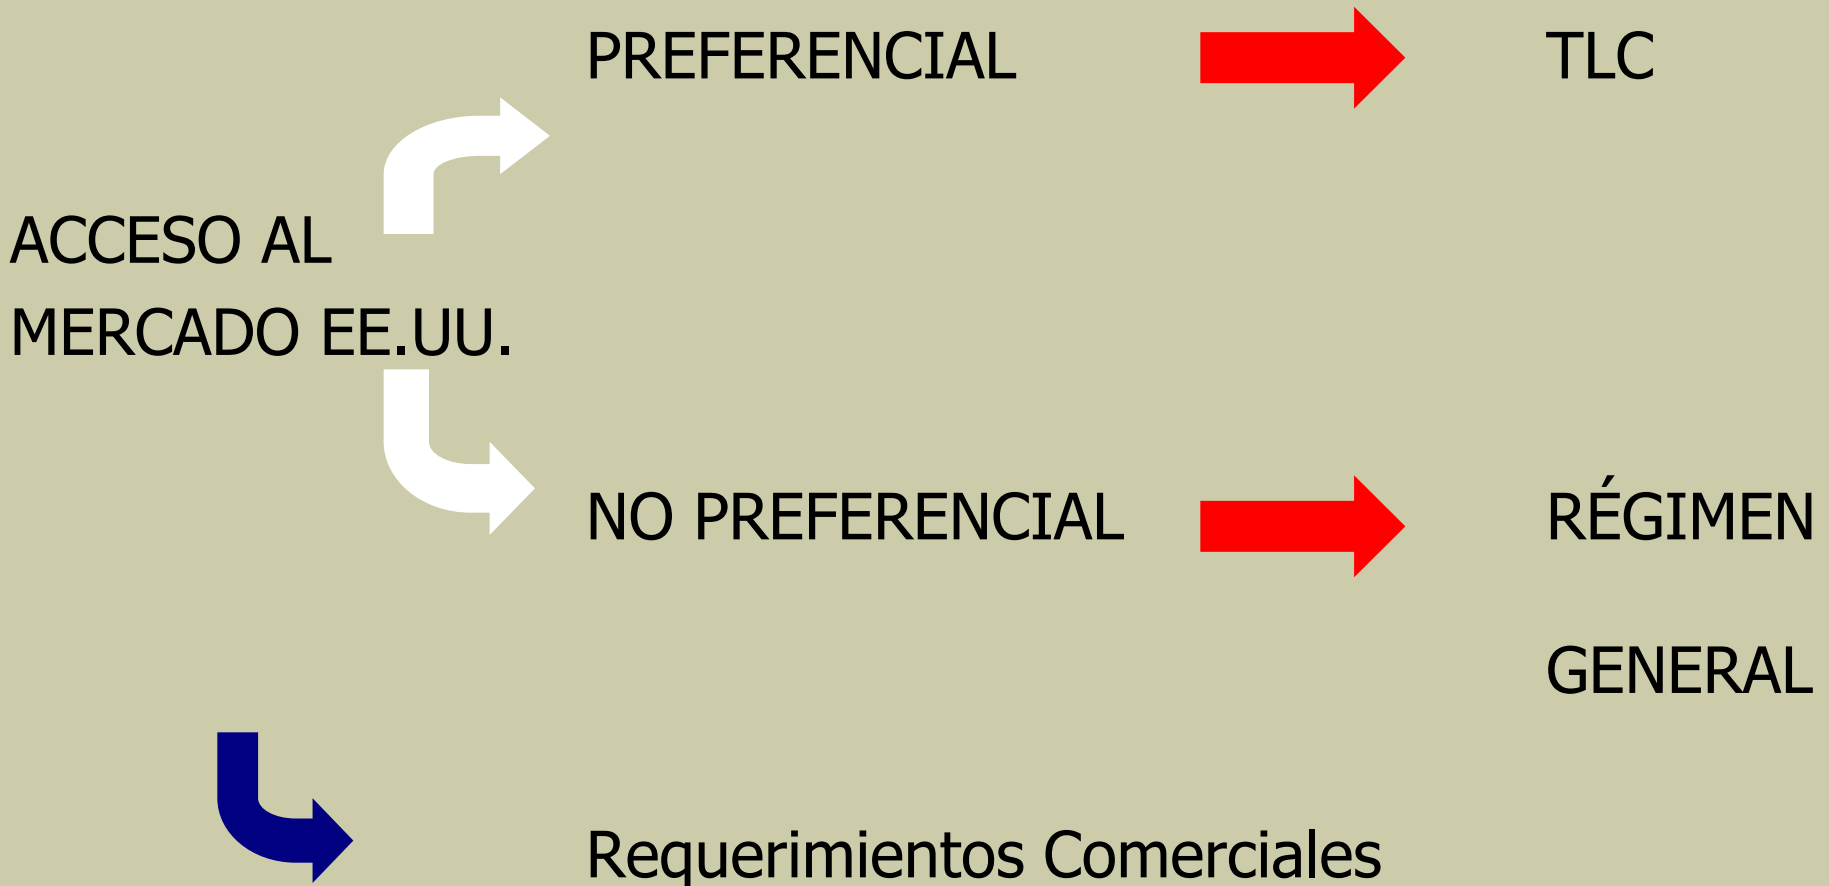 PREFERENCIAL TLC
ACCESO AL
MERCADO EE.UU.
NO PREFERENCIAL RÉGIMEN
GENERAL
Requerimientos Comerciales